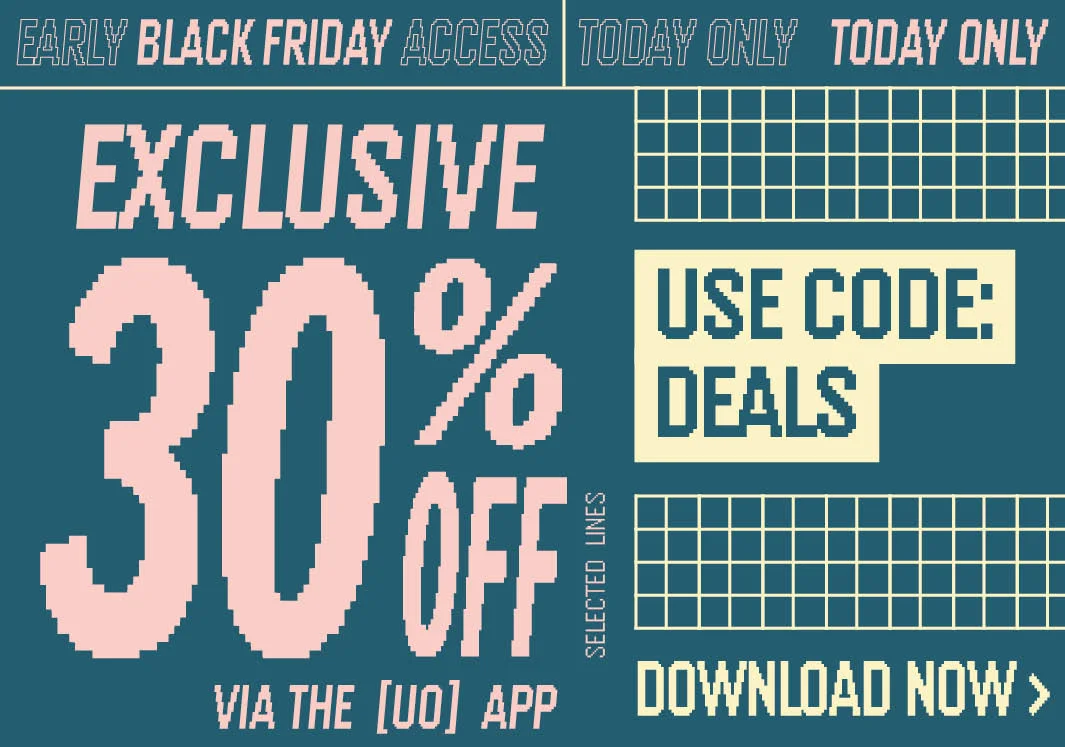 EARLY BLACK FRIDAY ACCESS
TODAY ONLY TODAY ONLY
EXCLUSIVE
30%
OFF
SELECTED LINES
VIA THE [UO] APP
USE CODE:
DEALS
DOWNLOAD NOW >